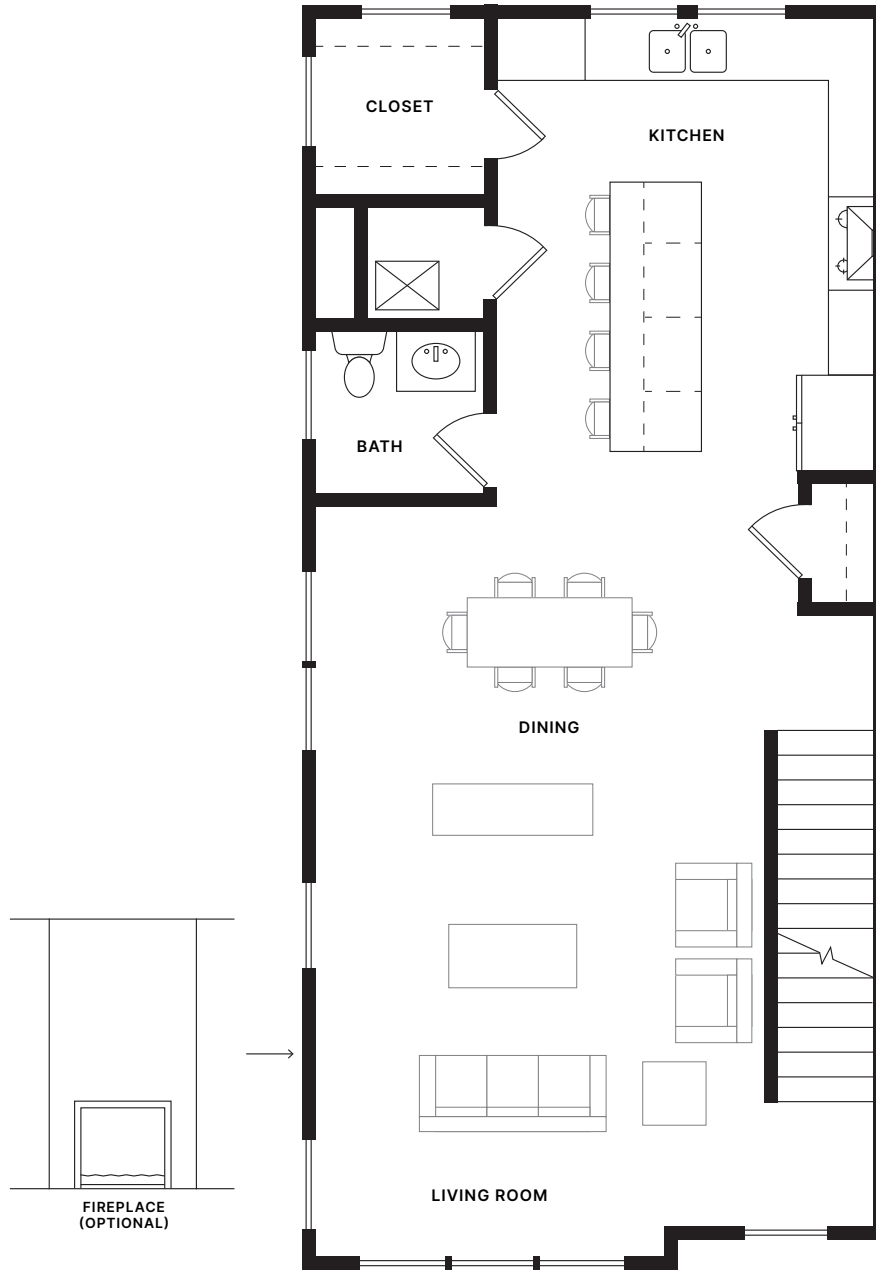 CLOSET
KITCHEN
BATH
DINING
LIVING ROOM
FIREPLACE
(OPTIONAL)